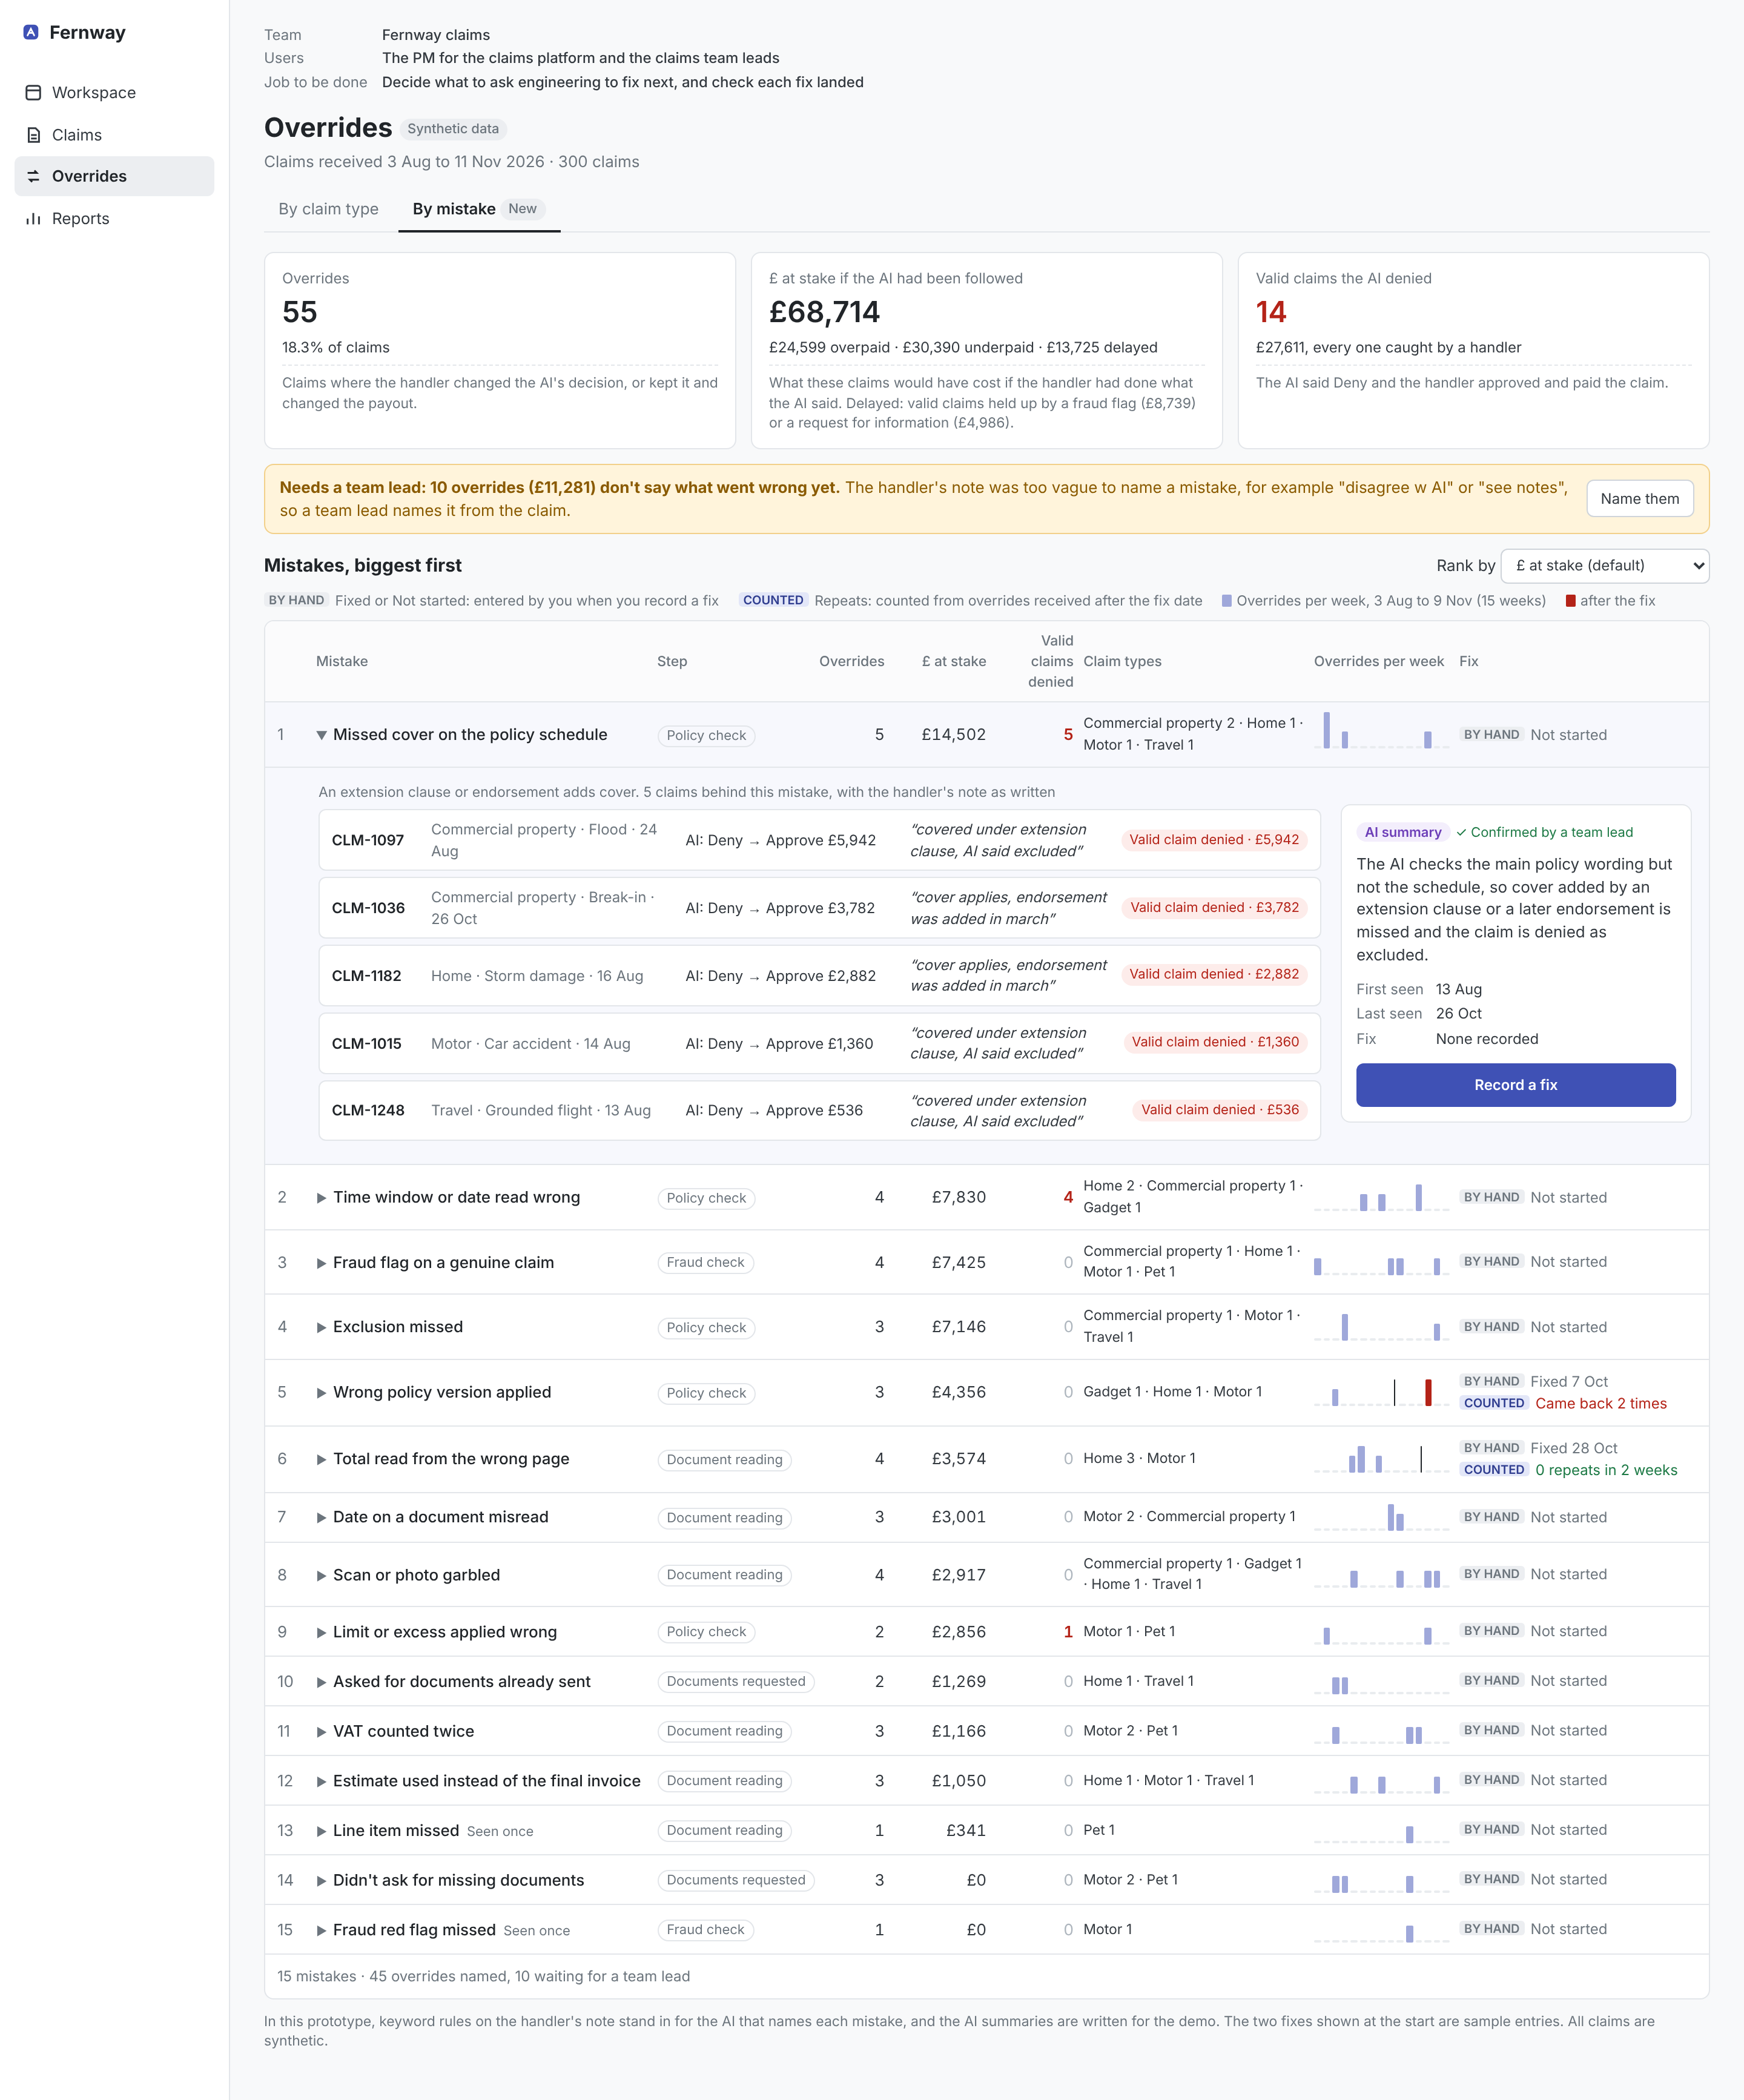 Fernway
Workspace
Claims
Overrides
Reports
Team Fernway claims
Users The PM for the claims platform and the claims team leads
Job to be done Decide what to ask engineering to fix next, and check each fix landed
Overrides Synthetic data
Claims received 3 Aug to 11 Nov 2026 · 300 claims
By claim type By mistake New
Overrides
55
18.3% of claims
Claims where the handler changed the AI's decision, or kept it and
changed the payout.
£ at stake if the AI had been followed
£68,714
£24,599 overpaid · £30,390 underpaid · £13,725 delayed
What these claims would have cost if the handler had done what
the AI said. Delayed: valid claims held up by a fraud flag (£8,739)
or a request for information (£4,986).
Valid claims the AI denied
14
£27,611, every one caught by a handler
The AI said Deny and the handler approved and paid the claim.
Needs a team lead: 10 overrides (£11,281) don't say what went wrong yet. The handler's note was too vague to name a mistake, for example "disagree w AI" or "see notes",
so a team lead names it from the claim.
Name them
Mistakes, biggest first
Rank by £ at stake (default)
BY HAND Fixed or Not started: entered by you when you record a fix COUNTED Repeats: counted from overrides received after the fix date Overrides per week, 3 Aug to 9 Nov (15 weeks) after the fix
Mistake Step Overrides £ at stake Valid claims denied Claim types Overrides per week Fix
1 Missed cover on the policy schedule Policy check 5 £14,502 5 Commercial property 2 · Home 1 ·
Motor 1 · Travel 1
BY HAND Not started
An extension clause or endorsement adds cover. 5 claims behind this mistake, with the handler's note as written
CLM-1097 Commercial property · Flood · 24
Aug
AI: Deny → Approve £5,942
“covered under extension
clause, AI said excluded”
Valid claim denied · £5,942
CLM-1036 Commercial property · Break-in ·
26 Oct
AI: Deny → Approve £3,782
“cover applies, endorsement
was added in march”
Valid claim denied · £3,782
CLM-1182 Home · Storm damage · 16 Aug
AI: Deny → Approve £2,882
“cover applies, endorsement
was added in march”
Valid claim denied · £2,882
CLM-1015 Motor · Car accident · 14 Aug
AI: Deny → Approve £1,360
“covered under extension
clause, AI said excluded”
Valid claim denied · £1,360
CLM-1248 Travel · Grounded flight · 13 Aug
AI: Deny → Approve £536
“covered under extension
clause, AI said excluded”
Valid claim denied · £536
AI summary ✓ Confirmed by a team lead
The AI checks the main policy wording but
not the schedule, so cover added by an
extension clause or a later endorsement is
missed and the claim is denied as
excluded.
First seen 13 Aug
Last seen 26 Oct
Fix None recorded
Record a fix
2 Time window or date read wrong Policy check 4 £7,830 4 Home 2 · Commercial property 1 ·
Gadget 1
BY HAND Not started
3 Fraud flag on a genuine claim Fraud check 4 £7,425 0 Commercial property 1 · Home 1 ·
Motor 1 · Pet 1
BY HAND Not started
4 Exclusion missed Policy check 3 £7,146 0 Commercial property 1 · Motor 1 ·
Travel 1
BY HAND Not started
5 Wrong policy version applied Policy check 3 £4,356 0 Gadget 1 · Home 1 · Motor 1
BY HAND Fixed 7 Oct
COUNTED Came back 2 times
6 Total read from the wrong page Document reading 4 £3,574 0 Home 3 · Motor 1
BY HAND Fixed 28 Oct
COUNTED 0 repeats in 2 weeks
7 Date on a document misread Document reading 3 £3,001 0 Motor 2 · Commercial property 1 BY HAND Not started
8 Scan or photo garbled Document reading 4 £2,917 0 Commercial property 1 · Gadget 1
· Home 1 · Travel 1
BY HAND Not started
9 Limit or excess applied wrong Policy check 2 £2,856 1 Motor 1 · Pet 1 BY HAND Not started
10 Asked for documents already sent Documents requested 2 £1,269 0 Home 1 · Travel 1 BY HAND Not started
11 VAT counted twice Document reading 3 £1,166 0 Motor 2 · Pet 1 BY HAND Not started
12 Estimate used instead of the final invoice Document reading 3 £1,050 0 Home 1 · Motor 1 · Travel 1 BY HAND Not started
13 Line item missed Seen once Document reading 1 £341 0 Pet 1 BY HAND Not started
14 Didn't ask for missing documents Documents requested 3 £0 0 Motor 2 · Pet 1 BY HAND Not started
15 Fraud red flag missed Seen once Fraud check 1 £0 0 Motor 1 BY HAND Not started
15 mistakes · 45 overrides named, 10 waiting for a team lead
In this prototype, keyword rules on the handler's note stand in for the AI that names each mistake, and the AI summaries are written for the demo. The two fixes shown at the start are sample entries. All claims are
synthetic.